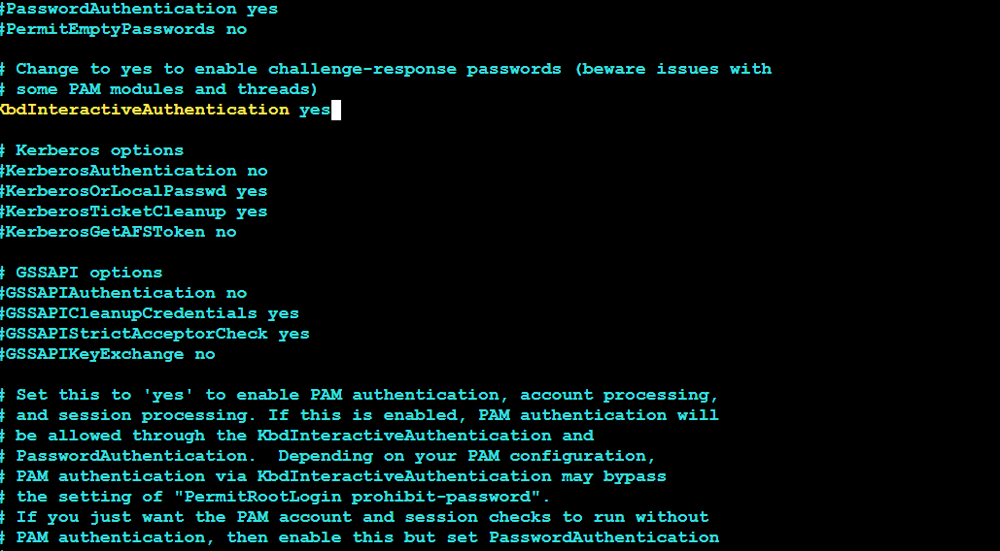 #PasswordAuthentication yes
#PermitEmptyPasswords no
# Change to yes to enable challenge-response passwords (beware issues with
# some PAM modules and threads)
KbdInteractiveAuthentication yes
# Kerberos options
#KerberosAuthentication no
#KerberosOrLocalPasswd yes
#KerberosTicketCleanup yes
#KerberosGetAFSToken no
# GSSAPI options
#GSSAPIAuthentication no
#GSSAPICleanupCredentials yes
#GSSAPIStrictAcceptorCheck yes
#GSSAPIKeyExchange no
# Set this to 'yes' to enable PAM authentication, account processing,
# and session processing. If this is enabled, PAM authentication will
# be allowed through the KbdInteractiveAuthentication and
# PasswordAuthentication.  Depending on your PAM configuration,
# PAM authentication via KbdInteractiveAuthentication may bypass
# the setting of "PermitRootLogin prohibit-password".
# If you just want the PAM account and session checks to run without
# PAM authentication, then enable this but set PasswordAuthentication